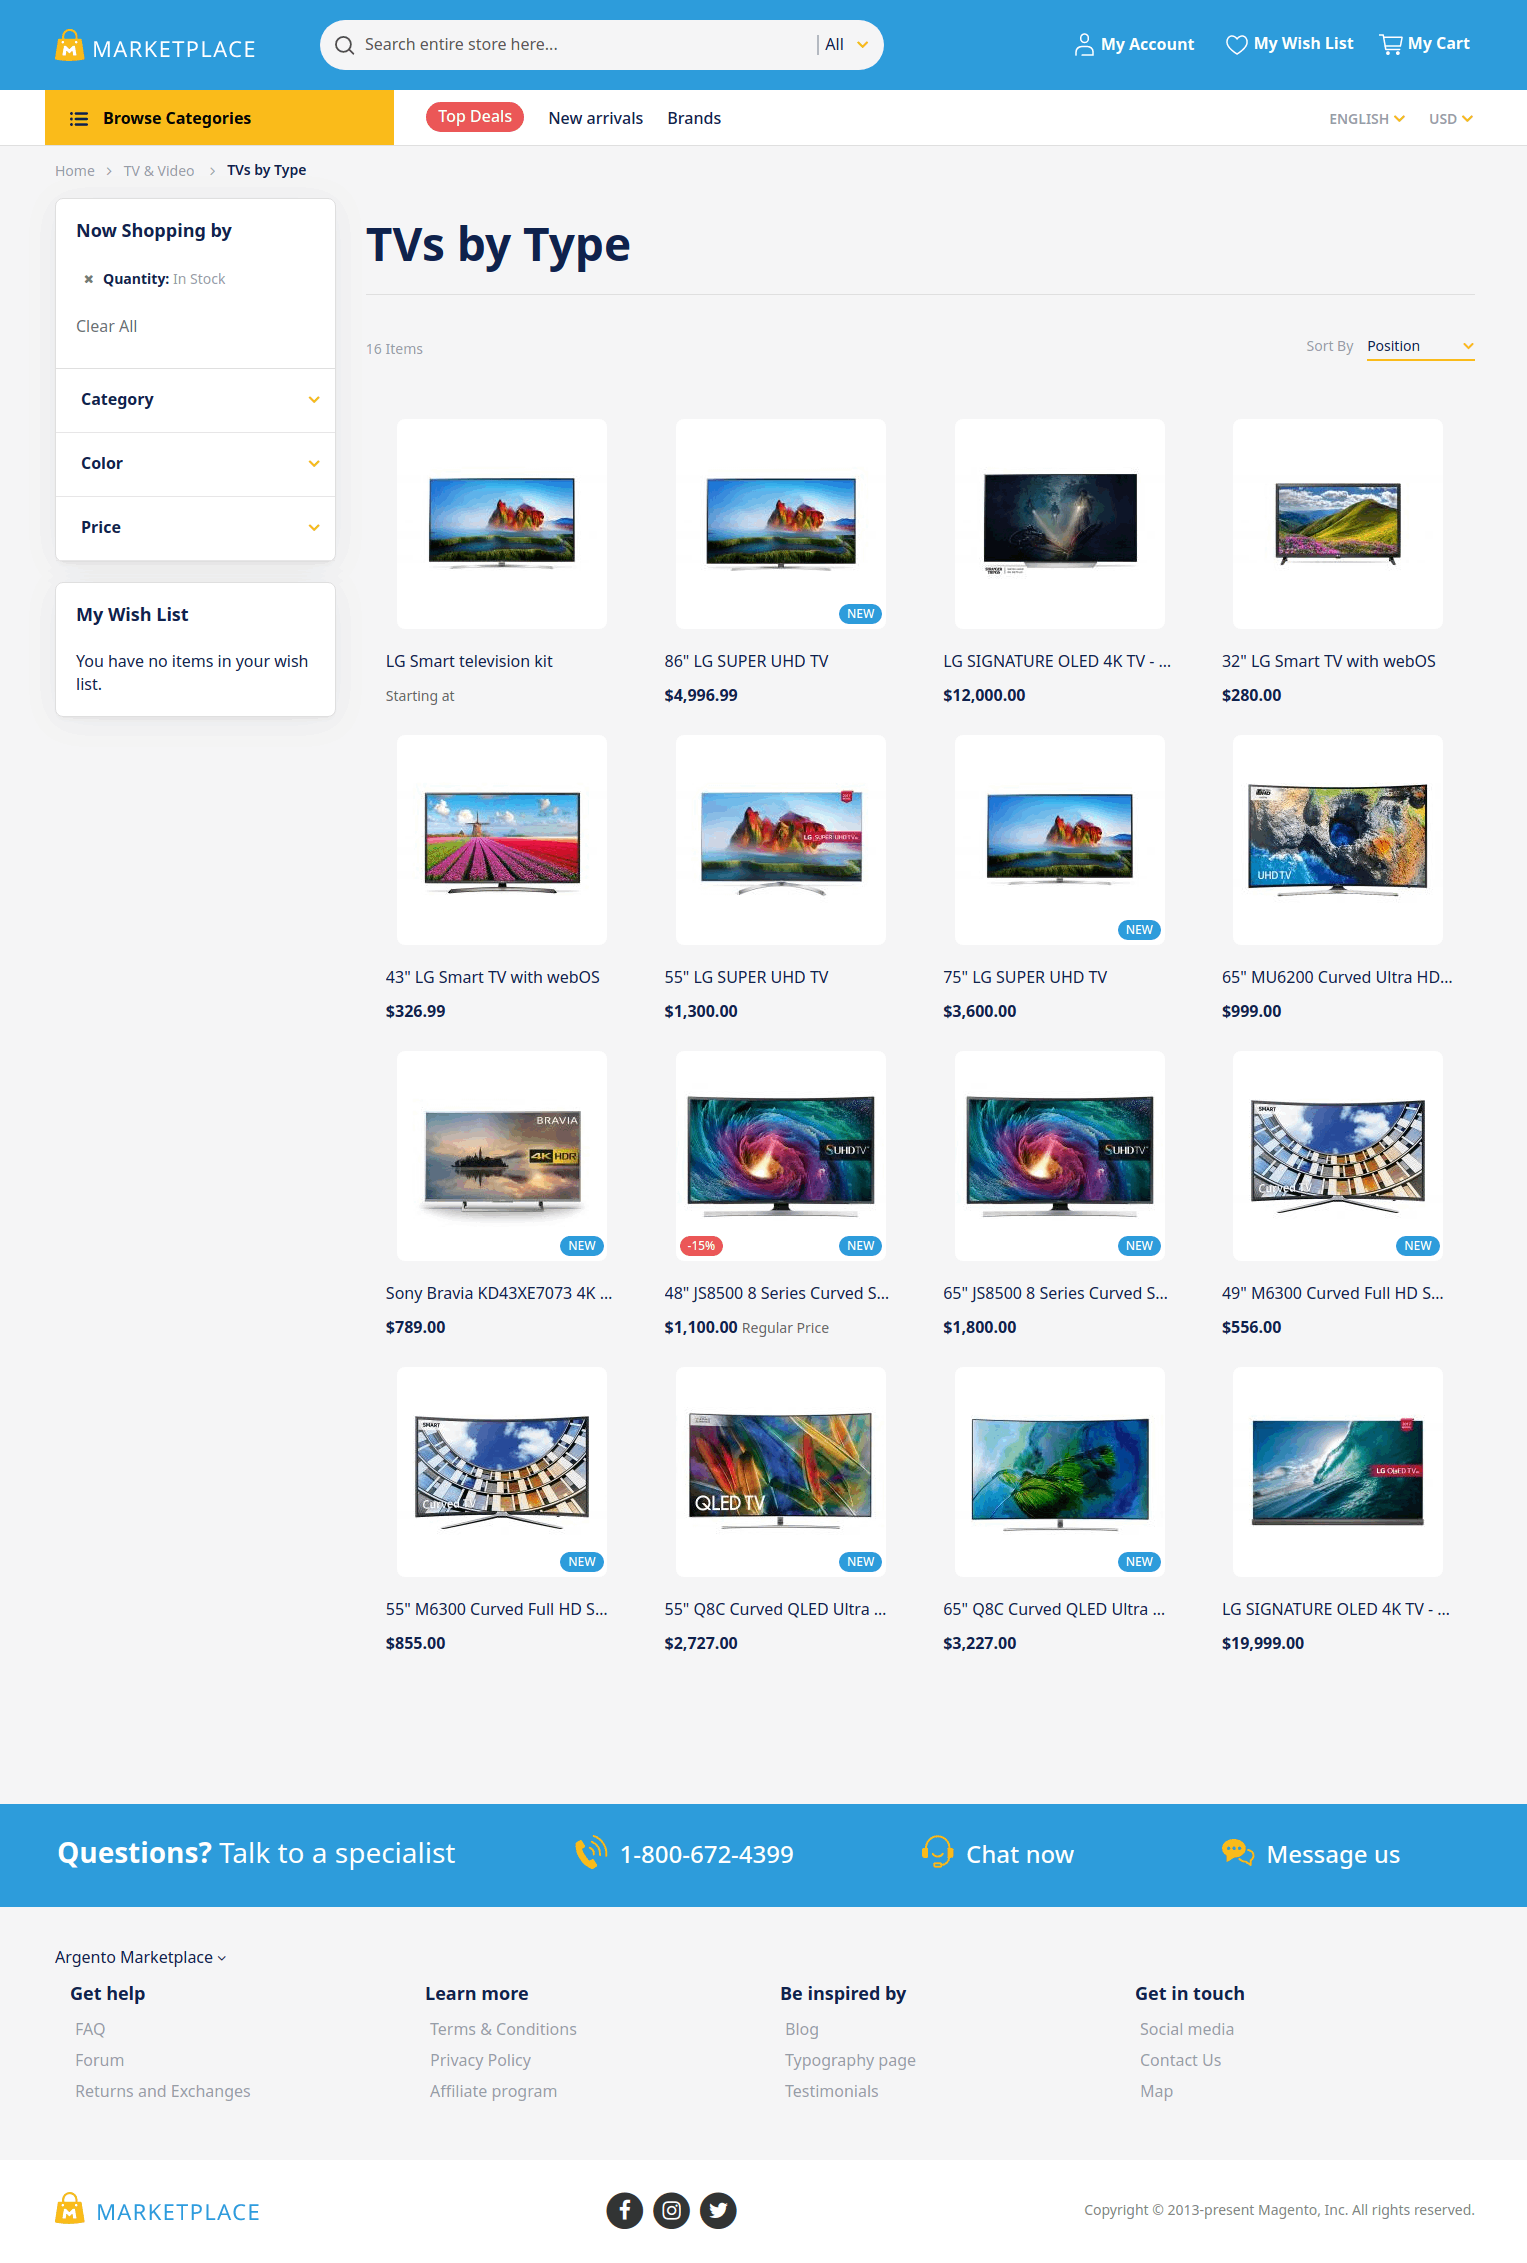 MARKETPLACE
Search entire store here...
All
My Account
My Wish List
My Cart
Browse Categories
Top Deals
New arrivals
Brands
ENGLISH
USD
Home
TV & Video
TVs by Type
Now Shopping by
Quantity: In Stock
Clear All
Category
Color
Price
My Wish List
You have no items in your wish
list.
TVs by Type
16 Items
Sort By
Position
NEW
LG Smart television kit
Starting at
86" LG SUPER UHD TV
$4,996.99
LG SIGNATURE OLED 4K TV - ...
$12,000.00
32" LG Smart TV with webOS
$280.00
LG SUPER UHD TV
UHD TV
NEW
43" LG Smart TV with webOS
$326.99
55" LG SUPER UHD TV
$1,300.00
75" LG SUPER UHD TV
$3,600.00
65" MU6200 Curved Ultra HD...
$999.00
BRAVIA
4K HDR
NEW
SUHDTV
-15%
NEW
SUHDTV
NEW
SMART
Curved TV
NEW
Sony Bravia KD43XE7073 4K ...
$789.00
48" JS8500 8 Series Curved S...
$1,100.00 Regular Price
65" JS8500 8 Series Curved S...
$1,800.00
49" M6300 Curved Full HD S...
$556.00
SMART
Curved TV
NEW
QLED TV
NEW
NEW
LG OLED TV
55" M6300 Curved Full HD S...
$855.00
55" Q8C Curved QLED Ultra ...
$2,727.00
65" Q8C Curved QLED Ultra ...
$3,227.00
LG SIGNATURE OLED 4K TV - ...
$19,999.00
Questions? Talk to a specialist
1-800-672-4399
Chat now
Message us
Argento Marketplace
Get help
FAQ
Forum
Returns and Exchanges
Learn more
Terms & Conditions
Privacy Policy
Affiliate program
Be inspired by
Blog
Typography page
Testimonials
Get in touch
Social media
Contact Us
Map
MARKETPLACE
Copyright © 2013-present Magento, Inc. All rights reserved.